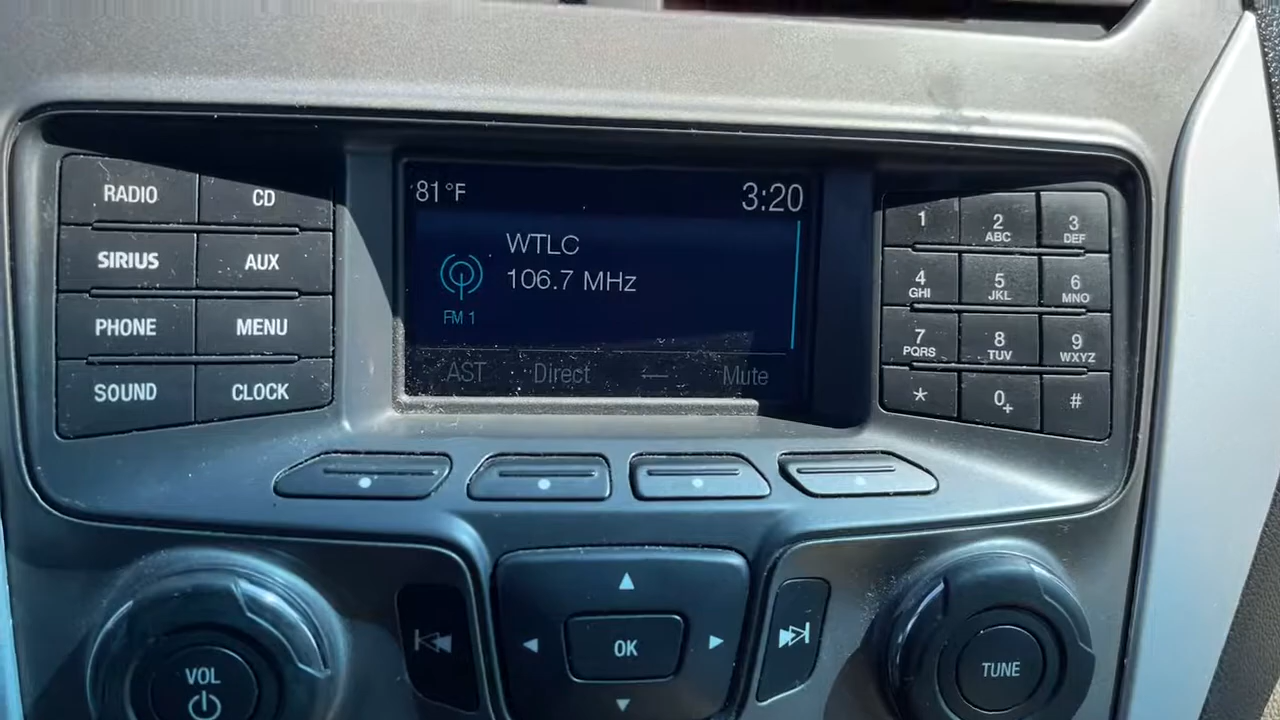 RADIO
CD
SIRIUS
AUX
PHONE
MENU
SOUND
CLOCK
81°F
3:20
WTLC
106.7 MHz
FM 1
AST
Direct
Mute
1
2
ABC
3
DEF
4
GHI
5
JKL
6
MNO
7
PQRS
8
TUV
9
WXYZ
*
0+
#
OK
VOL
TUNE